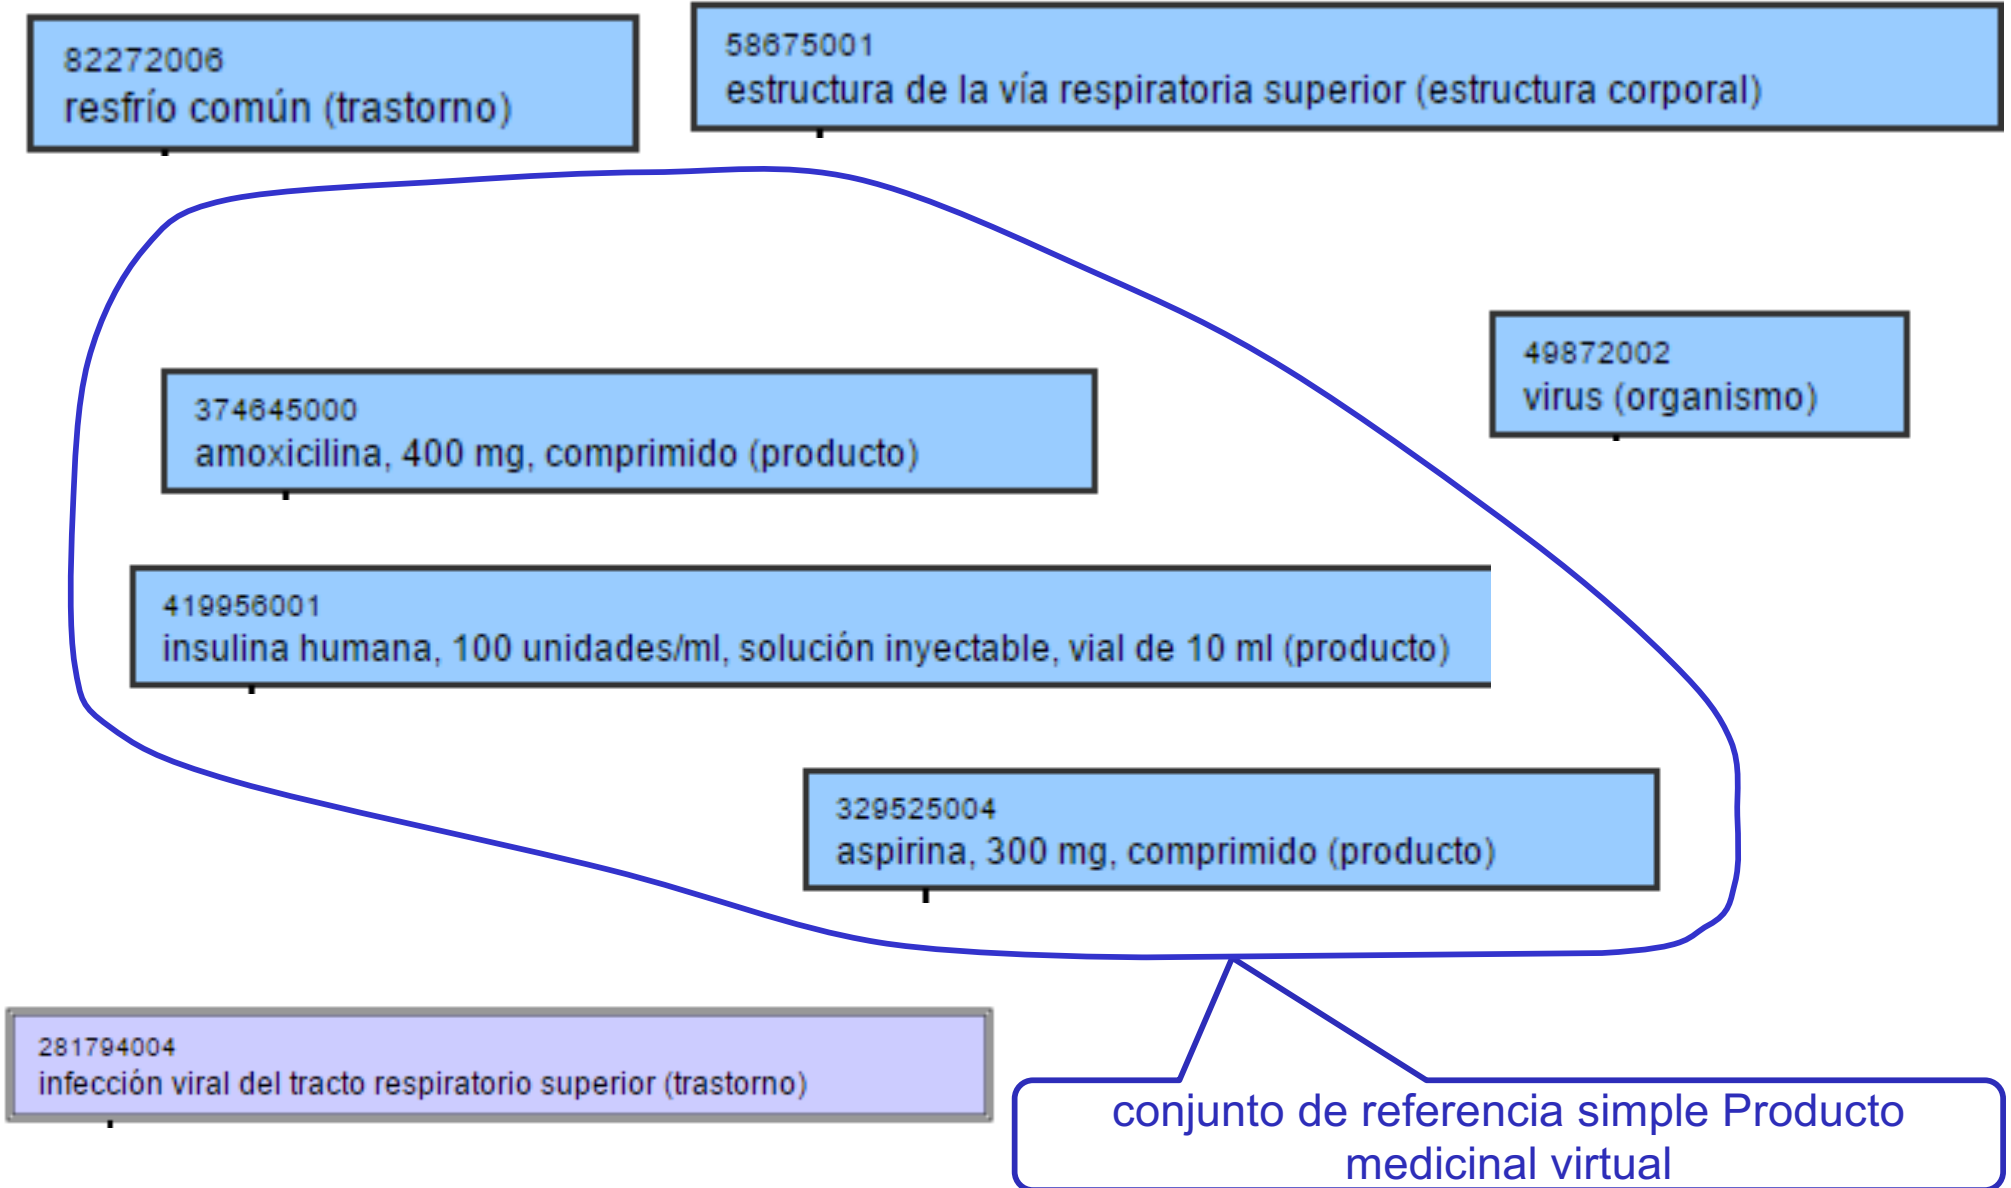 82272006
resfrío común (trastorno)
58675001
estructura de la vía respiratoria superior (estructura corporal)
49872002
virus (organismo)
374645000
amoxicilina, 400 mg, comprimido (producto)
419956001
insulina humana, 100 unidades/ml, solución inyectable, vial de 10 ml (producto)
329525004
aspirina, 300 mg, comprimido (producto)
281794004
infección viral del tracto respiratorio superior (trastorno)
conjunto de referencia simple Producto
medicinal virtual